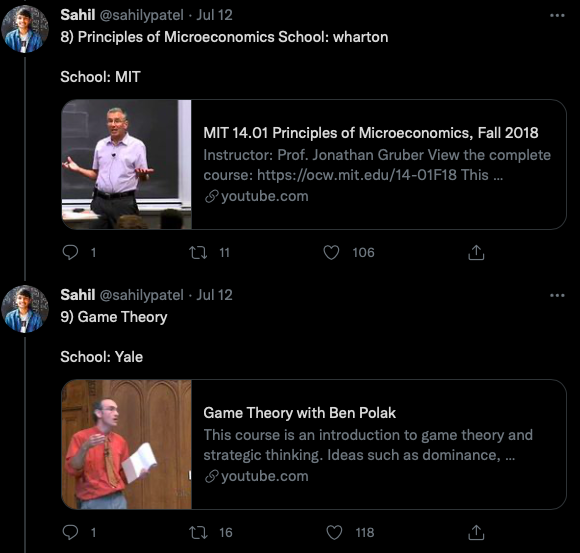 Sahil @sahilypatel · Jul 12
8) Principles of Microeconomics School: wharton
School: MIT
MIT 14.01 Principles of Microeconomics, Fall 2018
Instructor: Prof. Jonathan Gruber View the complete
course: https://ocw.mit.edu/14-01F18 This ...
youtube.com
1 11 106
Sahil @sahilypatel · Jul 12
9) Game Theory
School: Yale
Game Theory with Ben Polak
This course is an introduction to game theory and
strategic thinking. Ideas such as dominance, ...
youtube.com
1 16 118